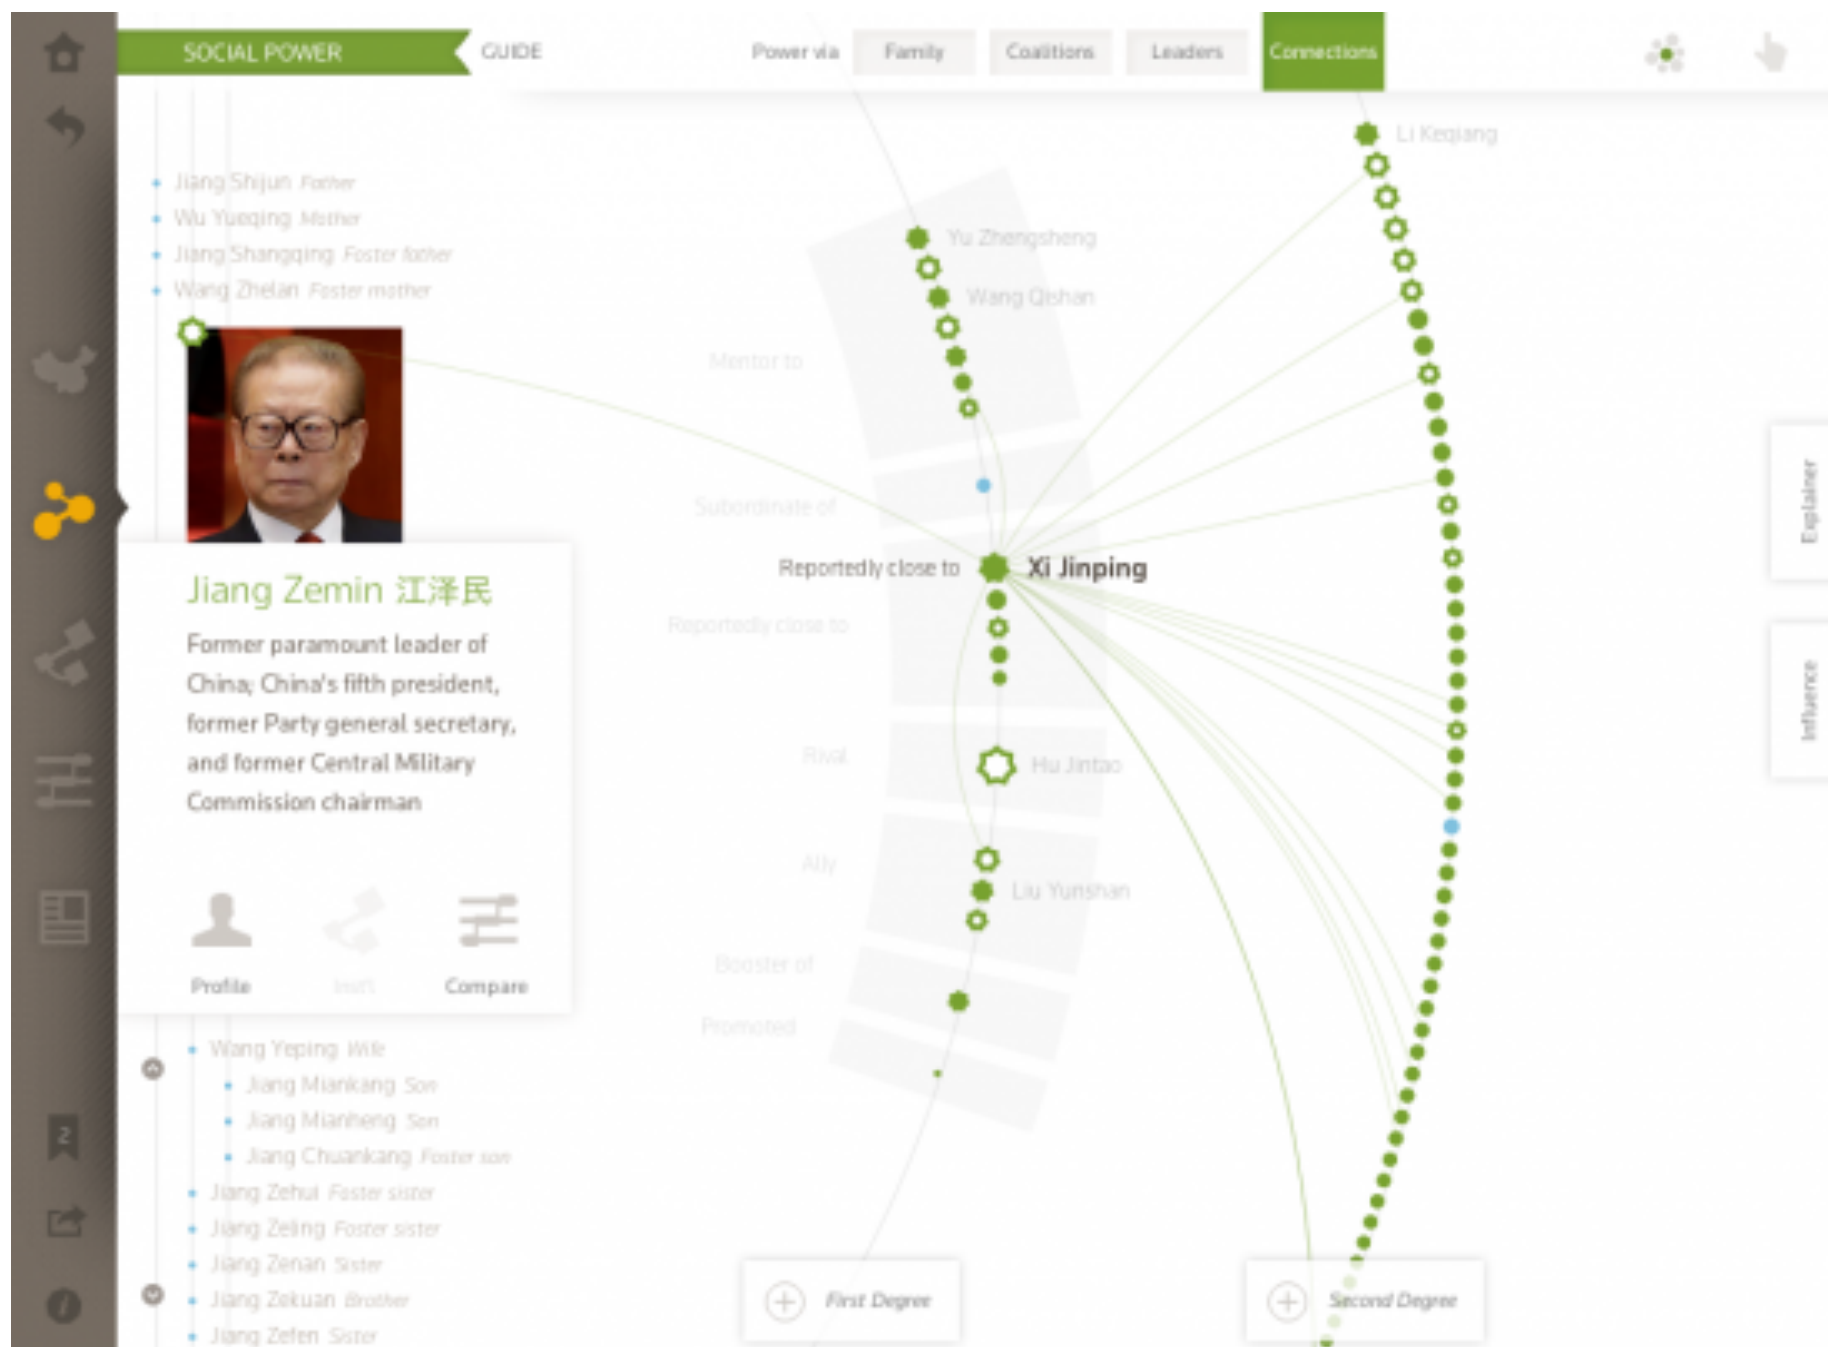 SOCIAL POWER
GUIDE
Power via
Family
Coalitions
Leaders
Connections
Li Keqiang
Jiang Shijun Father
Wu Yueqing Mother
Jiang Shangqing Foster father
Wang Zhelan Foster mother
Yu Zhengsheng
Wang Qishan
Mentor to
Subordinate of
Reportedly close to
Xi Jinping
Reportedly close to
Rival
Hu Jintao
Ally
Liu Yunshan
Booster of
Promoted
Explainer
Influence
Jiang Zemin 江泽民
Former paramount leader of
China; China's fifth president,
former Party general secretary,
and former Central Military
Commission chairman
Profile
Compare
Wang Yeping Wife
Jiang Miankang Son
Jiang Mianheng Son
Jiang Chuankang Foster son
Jiang Zehui Foster sister
Jiang Zeling Foster sister
Jiang Zenan Sister
Jiang Zekuan Brother
Jiang Zefen Sister
2
First Degree
Second Degree